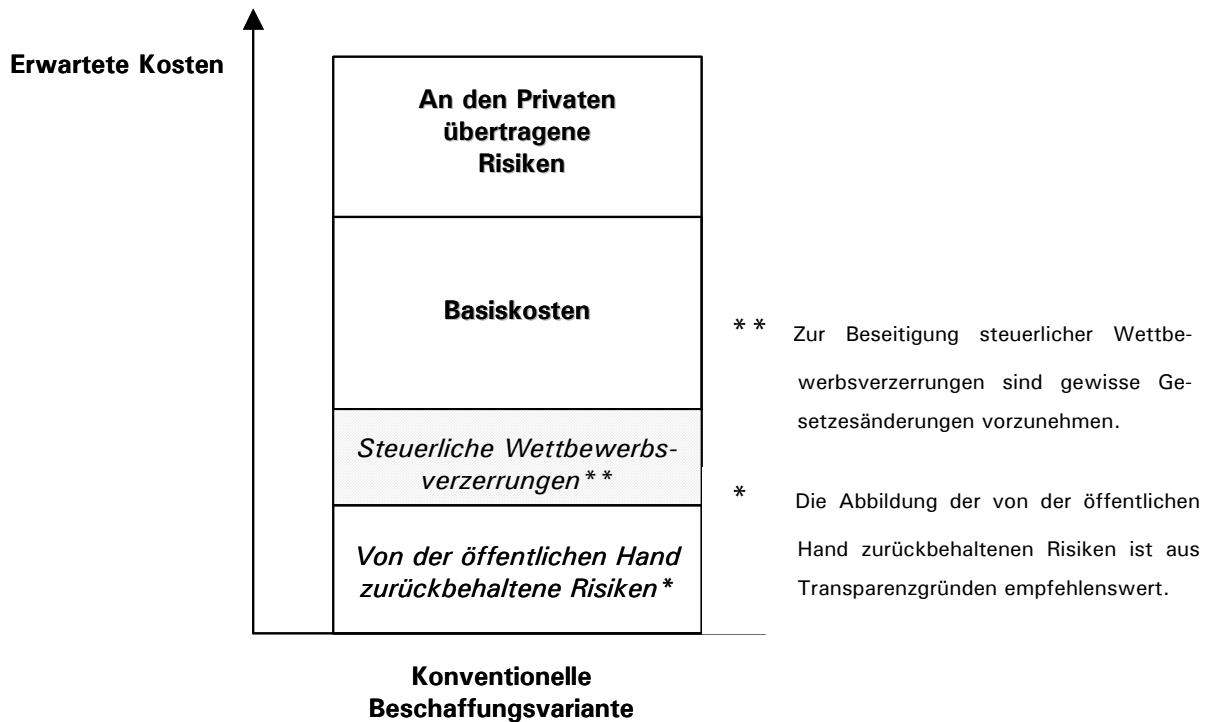 Erwartete Kosten
An den Privaten
übertragene
Risiken
Basiskosten
Steuerliche Wettbewerbs-
verzerrungen**
Von der öffentlichen Hand
zurückbehaltene Risiken*
Konventionelle
Beschaffungsvariante
** Zur Beseitigung steuerlicher Wettbe-
werbsverzerrungen sind gewisse Ge-
setzesänderungen vorzunehmen.
* Die Abbildung der von der öffentlichen
Hand zurückbehaltenen Risiken ist aus
Transparenzgründen empfehlenswert.